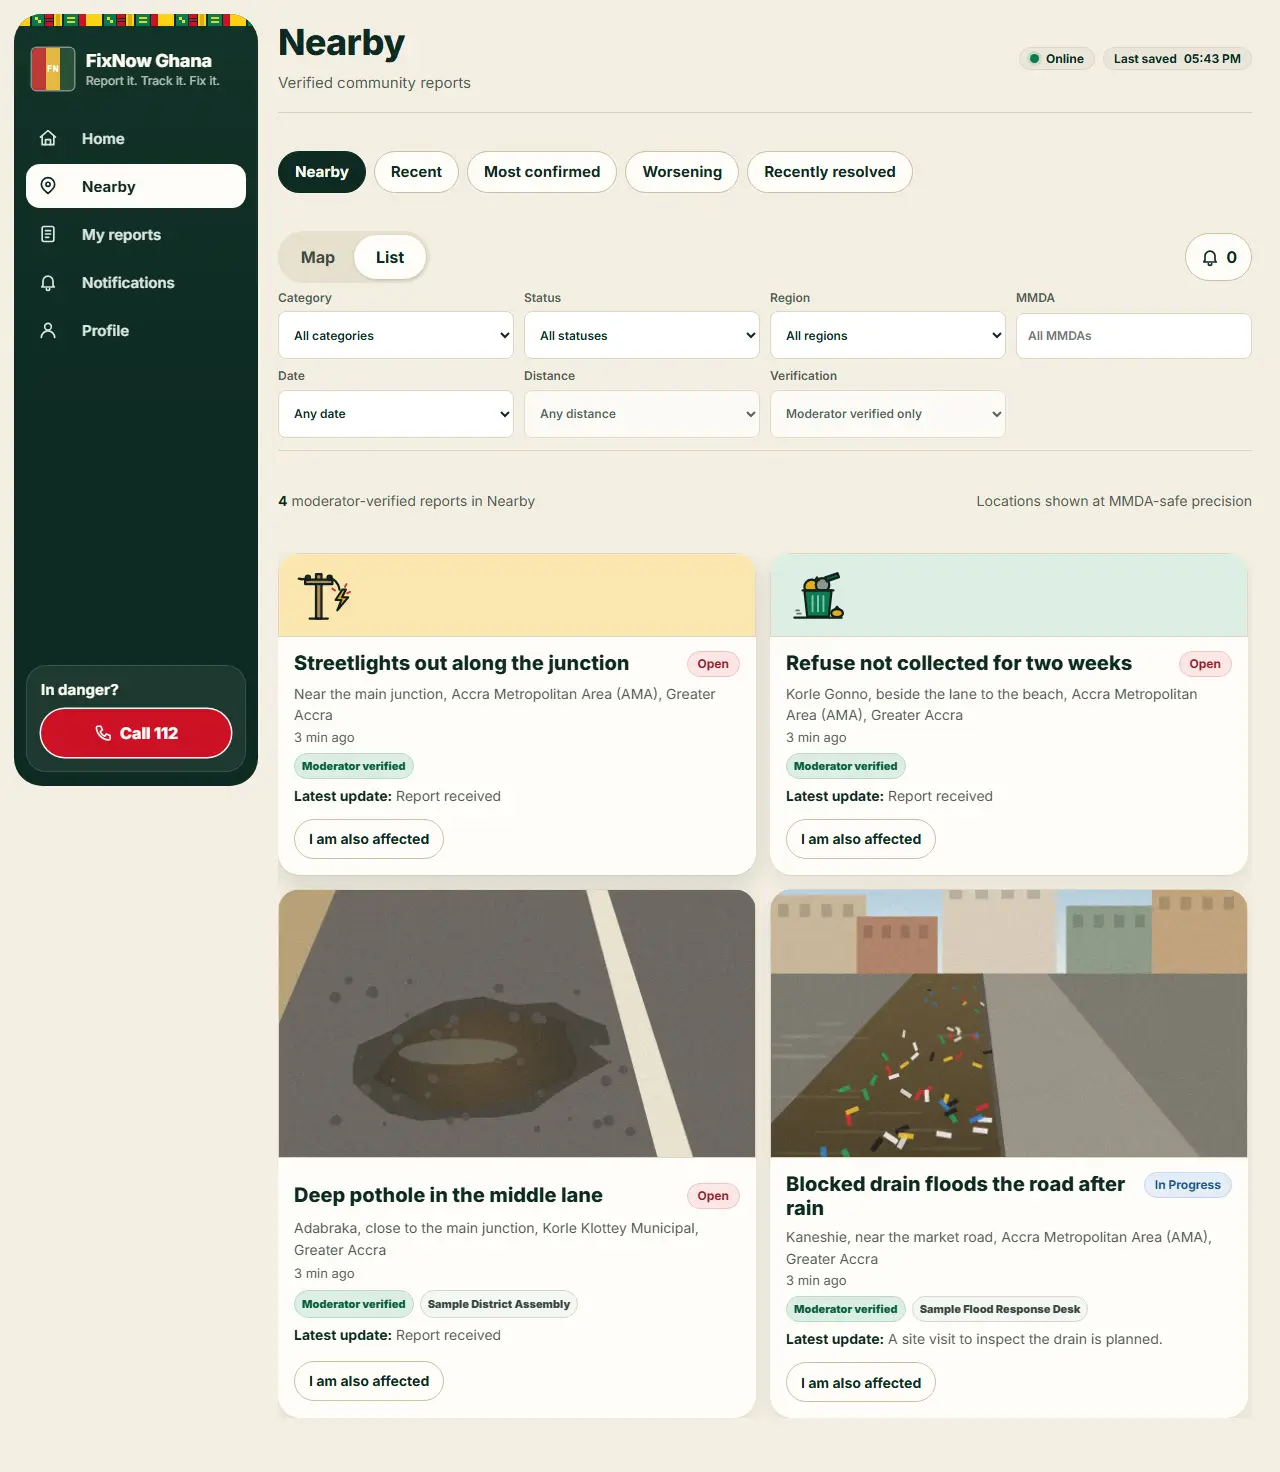 FN
FixNow Ghana
Report it. Track it. Fix it.
Home
Nearby
My reports
Notifications
Profile
In danger?
Call 112
Nearby
Verified community reports
Online
Last saved 05:43 PM
Nearby
Recent
Most confirmed
Worsening
Recently resolved
Map
List
0
Category
Status
Region
MMDA
All categories
All statuses
All regions
All MMDAs
Date
Distance
Verification
Any date
Any distance
Moderator verified only
4 moderator-verified reports in Nearby
Locations shown at MMDA-safe precision
Streetlights out along the junction
Open
Near the main junction, Accra Metropolitan Area (AMA), Greater
Accra
3 min ago
Moderator verified
Latest update: Report received
I am also affected
Refuse not collected for two weeks
Open
Korle Gonno, beside the lane to the beach, Accra Metropolitan
Area (AMA), Greater Accra
3 min ago
Moderator verified
Latest update: Report received
I am also affected
Deep pothole in the middle lane
Open
Adabraka, close to the main junction, Korle Klottey Municipal,
Greater Accra
3 min ago
Moderator verified
Sample District Assembly
Latest update: Report received
I am also affected
Blocked drain floods the road after
rain
In Progress
Kaneshie, near the market road, Accra Metropolitan Area (AMA),
Greater Accra
3 min ago
Moderator verified
Sample Flood Response Desk
Latest update: A site visit to inspect the drain is planned.
I am also affected